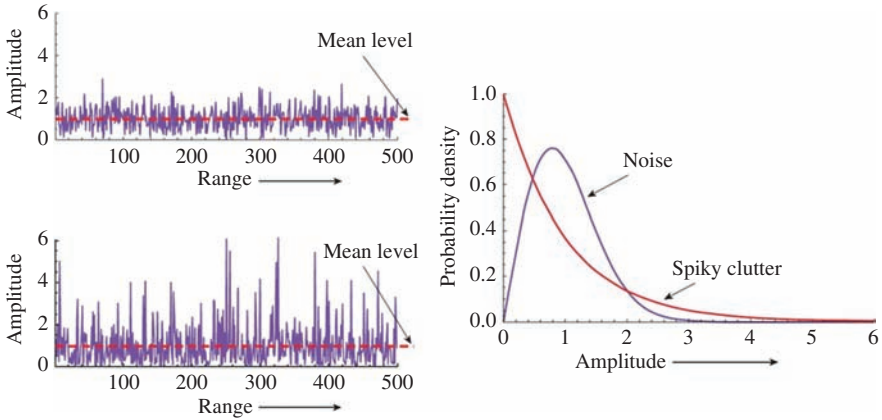 6
Mean level
4
2
0
Amplitude
100 200 300 400 500
Range
6
Mean level
4
2
0
Amplitude
100 200 300 400 500
Range
1.0
0.8
0.6
0.4
0.2
0.0
Probability density
Noise
Spiky clutter
0 1 2 3 4 5 6
Amplitude